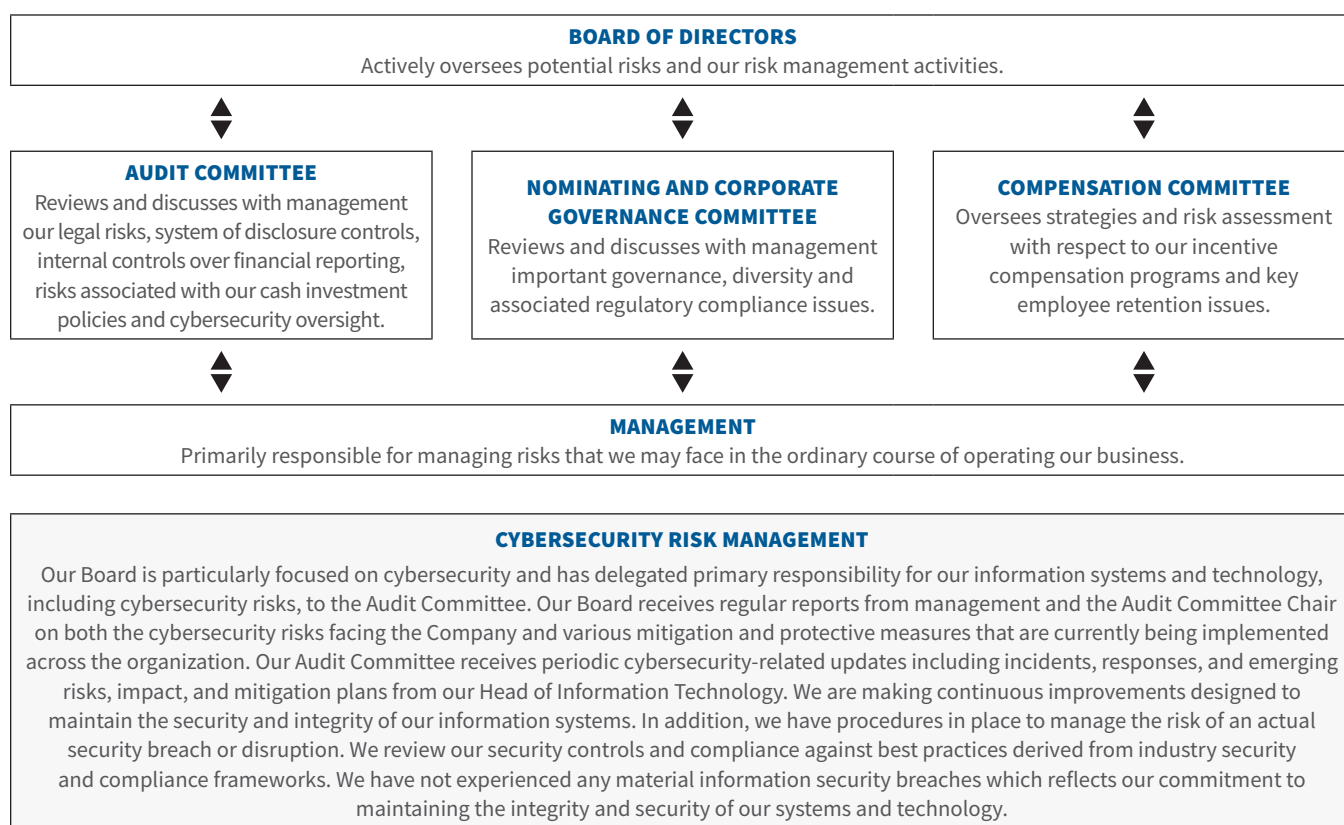 BOARD OF DIRECTORS
Actively oversees potential risks and our risk management activities.
AUDIT COMMITTEE
Reviews and discusses with management
our legal risks, system of disclosure controls,
internal controls over financial reporting,
risks associated with our cash investment
policies and cybersecurity oversight.
NOMINATING AND CORPORATE
GOVERNANCE COMMITTEE
Reviews and discusses with management
important governance, diversity and
associated regulatory compliance issues.
COMPENSATION COMMITTEE
Oversees strategies and risk assessment
with respect to our incentive
compensation programs and key
employee retention issues.
MANAGEMENT
Primarily responsible for managing risks that we may face in the ordinary course of operating our business.
CYBERSECURITY RISK MANAGEMENT
Our Board is particularly focused on cybersecurity and has delegated primary responsibility for our information systems and technology,
including cybersecurity risks, to the Audit Committee. Our Board receives regular reports from management and the Audit Committee Chair
on both the cybersecurity risks facing the Company and various mitigation and protective measures that are currently being implemented
across the organization. Our Audit Committee receives periodic cybersecurity-related updates including incidents, responses, and emerging
risks, impact, and mitigation plans from our Head of Information Technology. We are making continuous improvements designed to
maintain the security and integrity of our information systems. In addition, we have procedures in place to manage the risk of an actual
security breach or disruption. We review our security controls and compliance against best practices derived from industry security
and compliance frameworks. We have not experienced any material information security breaches which reflects our commitment to
maintaining the integrity and security of our systems and technology.